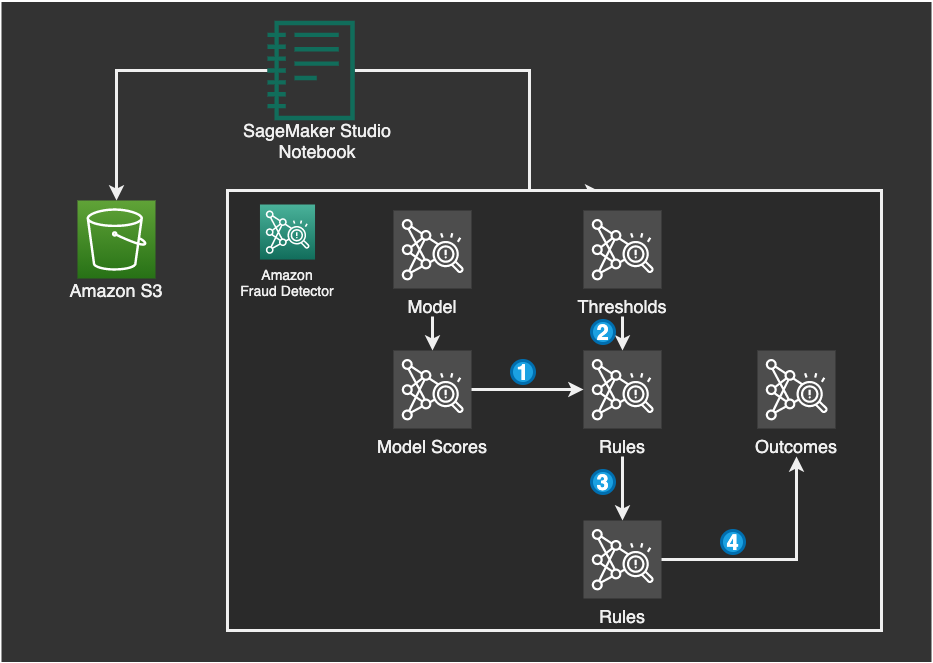 SageMaker Studio
Notebook
Amazon S3
Amazon
Fraud Detector
Model
Thresholds
2
1
Model Scores
Rules
Outcomes
3
4
Rules